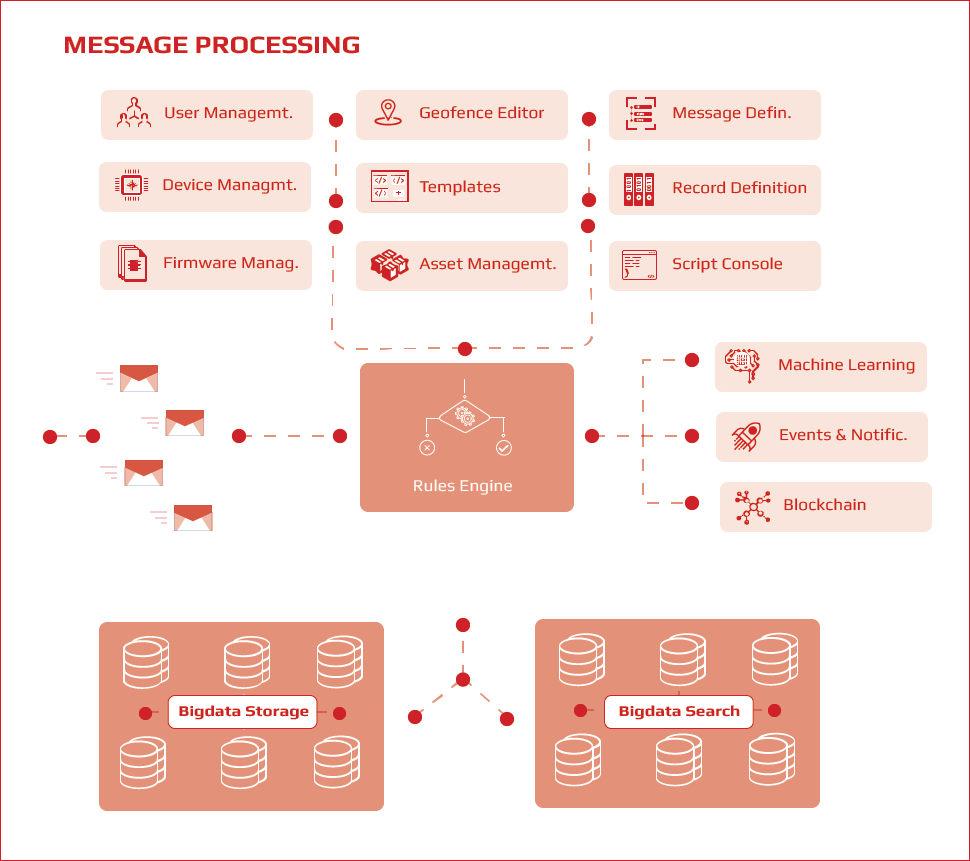 MESSAGE PROCESSING
User Managemt.
Geofence Editor
Message Defin.
Device Managmt.
Templates
Record Definition
Firmware Manag.
Asset Managemt.
Script Console
Machine Learning
Events & Notific.
Rules Engine
Blockchain
Bigdata Storage
Bigdata Search